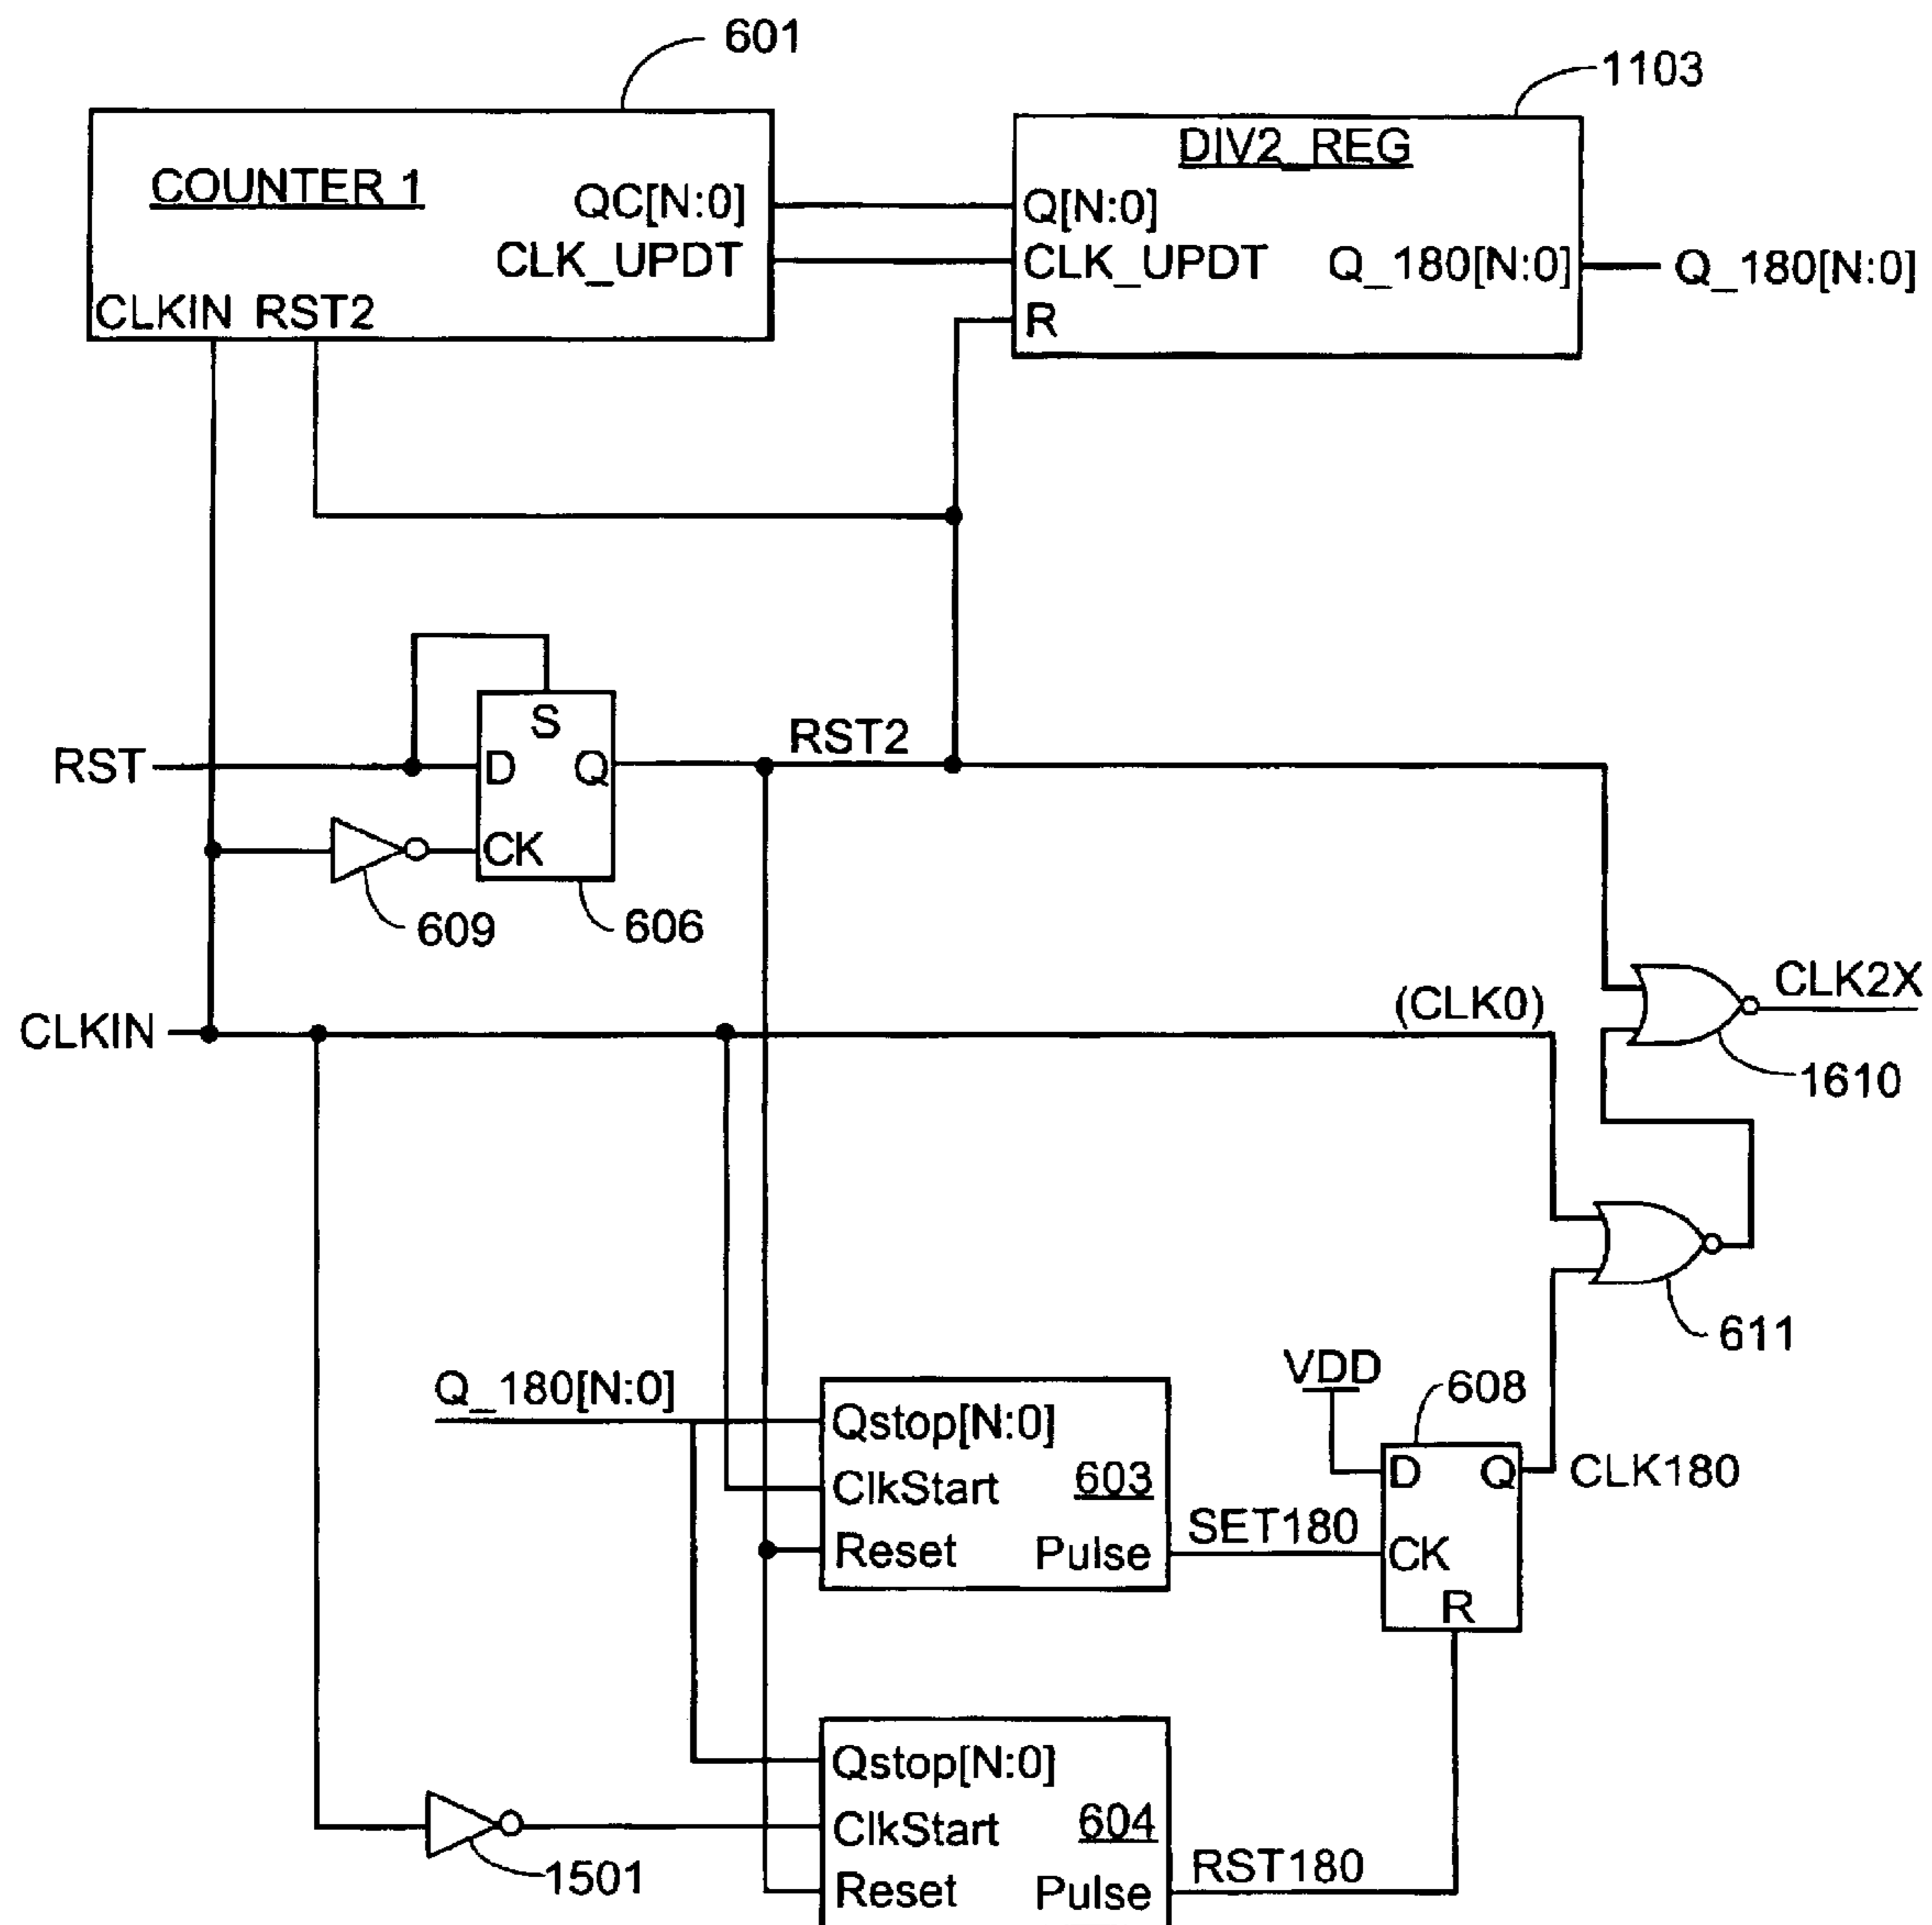 601
1103
COUNTER 1
QC[N:0]
CLK_UPDT
CLKIN RST2
DIV2_REG
Q[N:0]
CLK_UPDT
Q_180[N:0]
R
Q_180[N:0]
RST
S
D
Q
CK
RST2
609
606
CLKIN
(CLK0)
CLK2X
1610
611
Q_180[N:0]
Qstop[N:0]
ClkStart
603
Reset
Pulse
SET180
VDD
608
D
Q
CK
R
CLK180
Qstop[N:0]
ClkStart
604
Reset
Pulse
RST180
1501